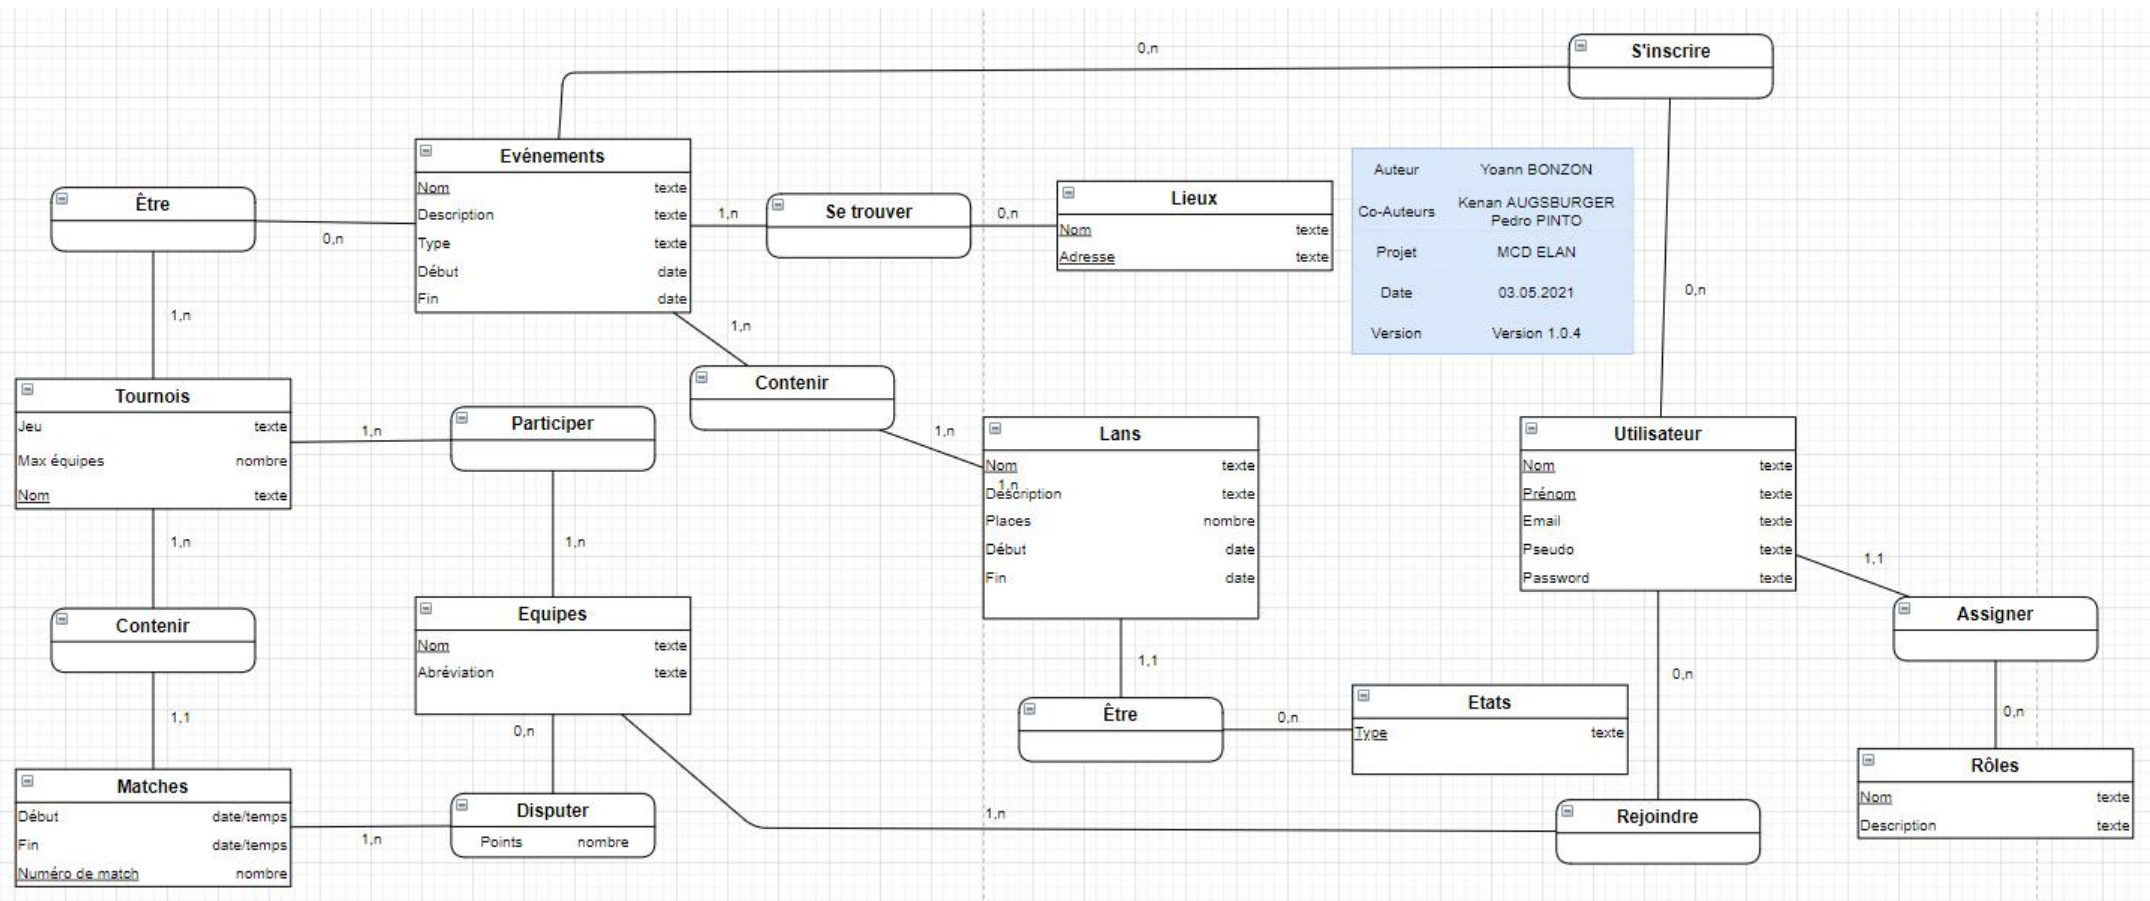 0,n
S'inscrire
Evénements
Nom texte
Description texte
Type texte
Début date
Fin date
Être
0,n
1,n
Se trouver
0,n
Lieux
Nom texte
Adresse texte
Auteur Yoann BONZON
Co-Auteurs Kenan AUGSBURGER
Pedro PINTO
Projet MCD ELAN
Date 03.05.2021
Version Version 1.0.4
0,n
1,n
1,n
Contenir
1,n
Tournois
Jeu texte
Max équipes nombre
Nom texte
1,n
Participer
1,n
Lans
Nom texte
1,n
Description texte
Places nombre
Début date
Fin date
Utilisateur
Nom texte
Prénom texte
Email texte
Pseudo texte
Password texte
1,1
Assigner
1,n
Contenir
1,1
Equipes
Nom texte
Abréviation texte
0,n
1,1
Être
0,n
Etats
Type texte
0,n
0,n
Rôles
Nom texte
Description texte
Matches
Début date/temps
Fin date/temps
Numéro de match nombre
1,n
Disputer
Points nombre
1,n
Rejoindre